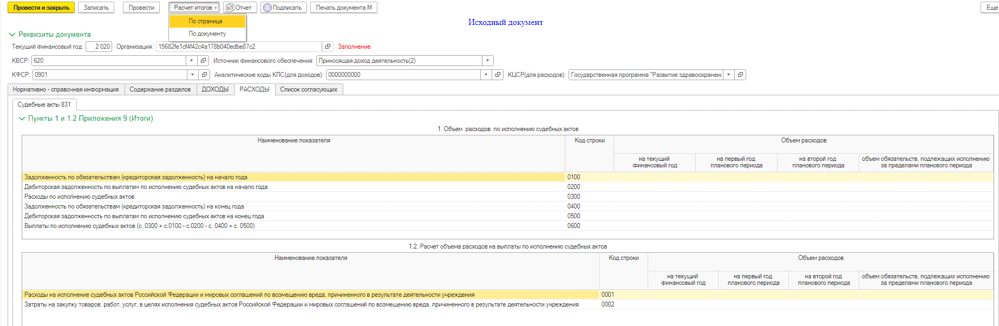 Провести и закрыть Записать Провести Расчет итогов Отчет Подписать Печать документа М Еще
По странице
Исходный документ
По документу
Реквизиты документа
Текущий финансовый год: 2 020 Организация: 15682fe1cf4f42c4a178b040edbe87c2 Заполнение
КВСР: 620 Источник финансового обеспечения: Приносящая доход деятельность(2)
КФСР: 0901 Аналитические коды КПС(для доходов): 0000000000 КЦСР(для расходов): Государственная программа "Развитие здравоохранени
Нормативно - справочная информация Содержание разделов ДОХОДЫ РАСХОДЫ Список согласующих
Судебные акты 831
Пункты 1 и 1.2 Приложения 9 (Итоги)
1. Объем расходов по исполнению судебных актов
Наименование показателя Код строки Объем расходов
на текущий финансовый год на первый год планового периода на второй год планового периода объем обязательств, подлежащих исполнению за пределами планового периода
Задолженность по обязательствам (кредиторская задолженность) на начало года 0100
Дебиторская задолженность по выплатам по исполнению судебных актов на начало года 0200
Расходы по исполнению судебных актов 0300
Задолженность по обязательствам (кредиторская задолженность) на конец года 0400
Дебиторская задолженность по выплатам по исполнению судебных актов на конец года 0500
Выплаты по исполнению судебных актов (с. 0300 + с.0100 - с.0200 - с. 0400 + с. 0500) 0600
1.2. Расчет объема расходов на выплаты по исполнению судебных актов
Наименование показателя Код строки Объем расходов
на текущий финансовый год на первый год планового периода на второй год планового периода объем обязательств, подлежащих исполнению за пределами планового периода
Расходы на исполнение судебных актов Российской Федерации и мировых соглашений по возмещению вреда, причиненного в результате деятельности учреждения 0001
Затраты на закупку товаров, работ, услуг, в целях исполнения судебных актов Российской Федерации и мировых соглашений по возмещению вреда, причиненного в результате деятельности учреждения 0002